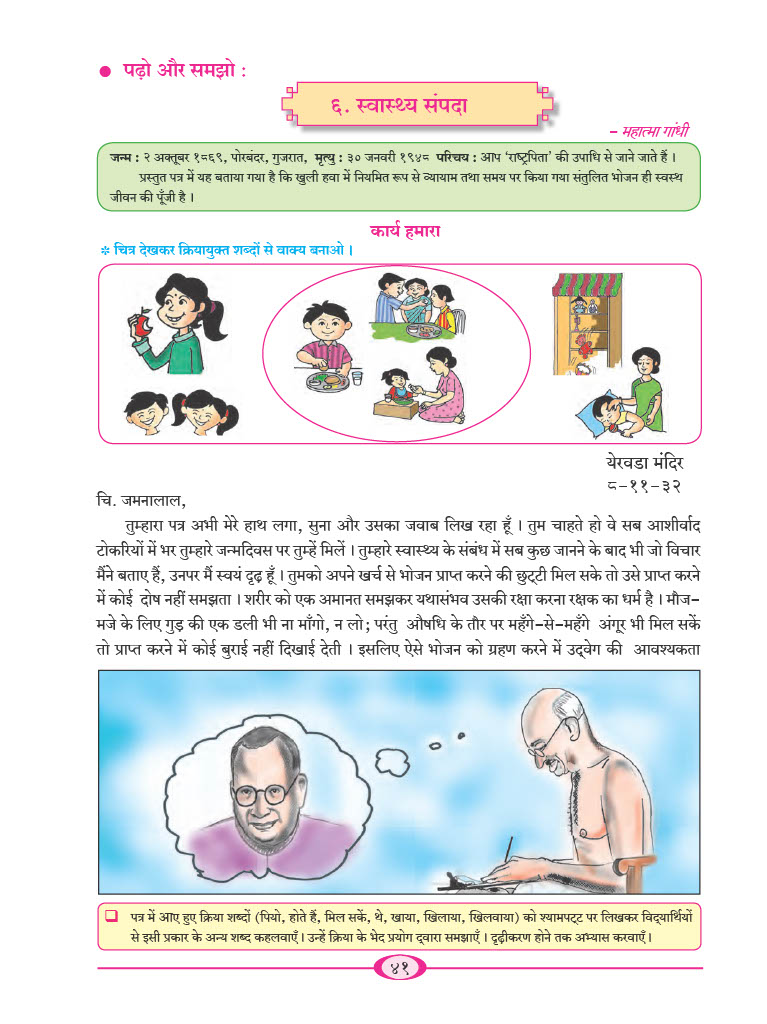 ● पढ़ो और समझो :
६. स्वास्थ्य संपदा
– महात्मा गांधी
जन्म : २ अक्तूबर १८६९, पोरबंदर, गुजरात, मृत्यु : ३० जनवरी १९४८ परिचय : आप ‘राष्ट्रपिता’ की उपाधि से जाने जाते हैं ।
प्रस्तुत पत्र में यह बताया गया है कि खुली हवा में नियमित रूप से व्यायाम तथा समय पर किया गया संतुलित भोजन ही स्वस्थ
जीवन की पूँजी है ।
कार्य हमारा
* चित्र देखकर क्रियायुक्त शब्दों से वाक्य बनाओ ।
येरवडा मंदिर
८-११-३२
चि. जमनालाल,
तुम्हारा पत्र अभी मेरे हाथ लगा, सुना और उसका जवाब लिख रहा हूँ । तुम चाहते हो वे सब आशीर्वाद
टोकरियों में भर तुम्हारे जन्मदिवस पर तुम्हें मिलें । तुम्हारे स्वास्थ्य के संबंध में सब कुछ जानने के बाद भी जो विचार
मैंने बताए हैं, उनपर मैं स्वयं दृढ़ हूँ । तुमको अपने खर्च से भोजन प्राप्त करने की छुट्टी मिल सके तो उसे प्राप्त करने
में कोई दोष नहीं समझता । शरीर को एक अमानत समझकर यथासंभव उसकी रक्षा करना रक्षक का धर्म है । मौज-
मजे के लिए गुड़ की एक डली भी ना माँगो, न लो ; परंतु औषधि के तौर पर महँगे-से-महँगे अंगूर भी मिल सकें
तो प्राप्त करने में कोई बुराई नहीं दिखाई देती । इसलिए ऐसे भोजन को ग्रहण करने में उद्वेग की आवश्यकता
❑ पत्र में आए हुए क्रिया शब्दों (पियो, होते हैं, मिल सकें, थे, खाया, खिलाया, खिलवाया) को श्यामपट्ट पर लिखकर विद्यार्थियों
से इसी प्रकार के अन्य शब्द कहलवाएँ । उन्हें क्रिया के भेद प्रयोग द्वारा समझाएँ । दृढ़ीकरण होने तक अभ्यास करवाएँ ।
४१